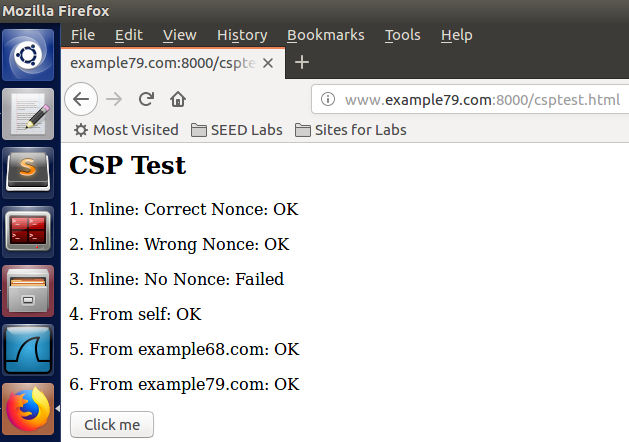 Mozilla Firefox
File Edit View History Bookmarks Tools Help
example79.com:8000/cspte
www.example79.com:8000/csptest.html
Most Visited SEED Labs Sites for Labs
CSP Test
1. Inline: Correct Nonce: OK
2. Inline: Wrong Nonce: OK
3. Inline: No Nonce: Failed
4. From self: OK
5. From example68.com: OK
6. From example79.com: OK
Click me